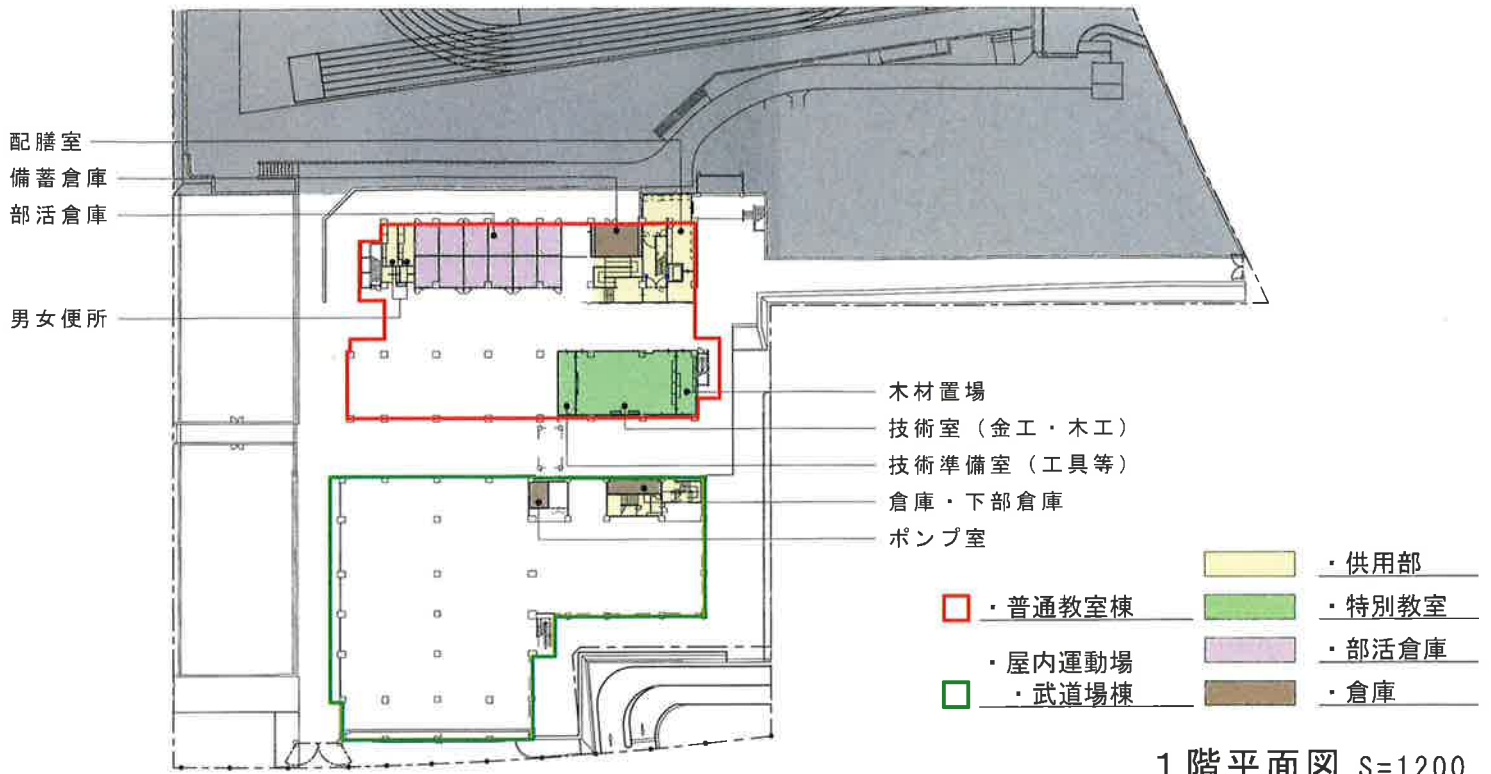 配膳室
備蓄倉庫
部活倉庫
男女便所
木材置場
技術室（金工・木工）
技術準備室（工具等）
倉庫・下部倉庫
ポンプ室
・普通教室棟
・屋内運動場
・武道場棟
・供用部
・特別教室
・部活倉庫
・倉庫
1階平面図 S=1200